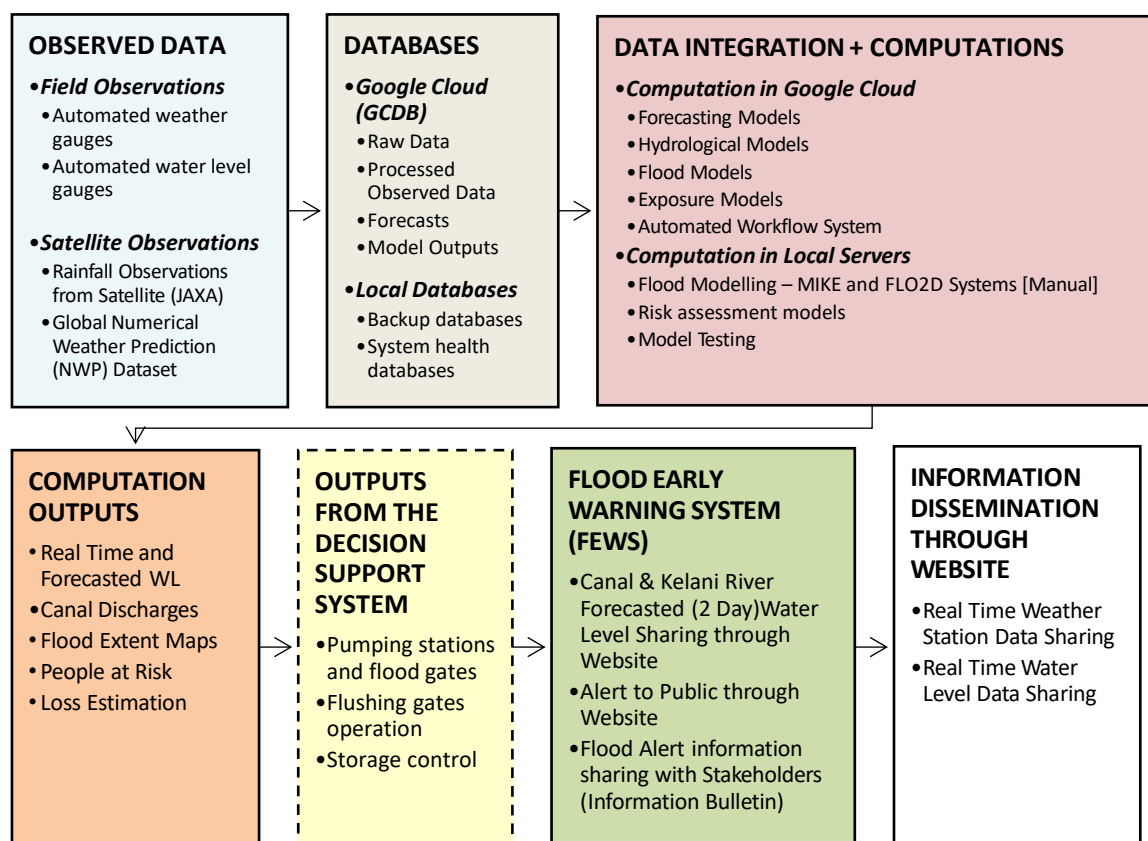 OBSERVED DATA
•Field Observations
•Automated weather
gauges
•Automated water level
gauges
•Satellite Observations
•Rainfall Observations
from Satellite (JAXA)
•Global Numerical
Weather Prediction
(NWP) Dataset
DATABASES
•Google Cloud
(GCDB)
•Raw Data
•Processed
Observed Data
•Forecasts
•Model Outputs
•Local Databases
•Backup databases
•System health
databases
DATA INTEGRATION + COMPUTATIONS
•Computation in Google Cloud
•Forecasting Models
•Hydrological Models
•Flood Models
•Exposure Models
•Automated Workflow System
•Computation in Local Servers
•Flood Modelling – MIKE and FLO2D Systems [Manual]
•Risk assessment models
•Model Testing
COMPUTATION
OUTPUTS
• Real Time and
Forecasted WL
•Canal Discharges
•Flood Extent Maps
•People at Risk
•Loss Estimation
OUTPUTS
FROM THE
DECISION
SUPPORT
SYSTEM
•Pumping stations
and flood gates
•Flushing gates
operation
•Storage control
FLOOD EARLY
WARNING SYSTEM
(FEWS)
•Canal & Kelani River
Forecasted (2 Day)Water
Level Sharing through
Website
•Alert to Public through
Website
•Flood Alert information
sharing with Stakeholders
(Information Bulletin)
INFORMATION
DISSEMINATION
THROUGH
WEBSITE
•Real Time Weather
Station Data Sharing
•Real Time Water
Level Data Sharing